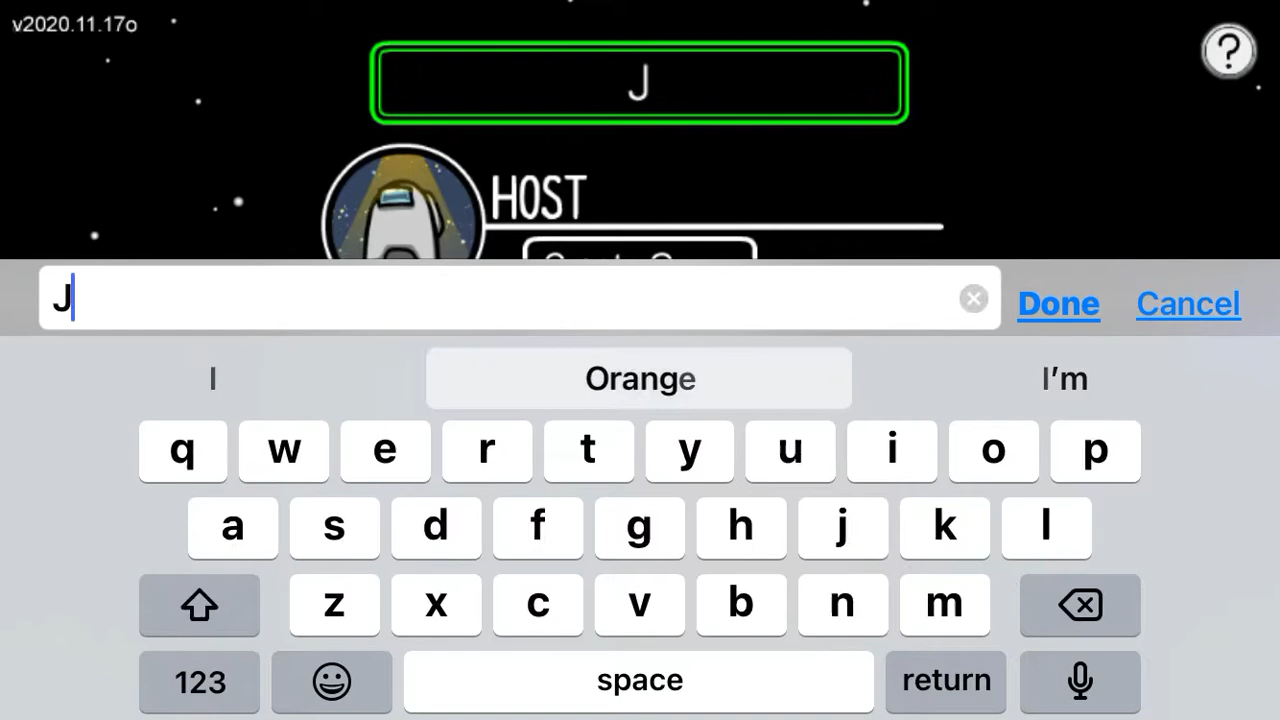 v2020.11.17o
?
J
HOST
J
Done Cancel
I Orange I’m
q w e r t y u i o p
a s d f g h j k l
z x c v b n m
123 space return